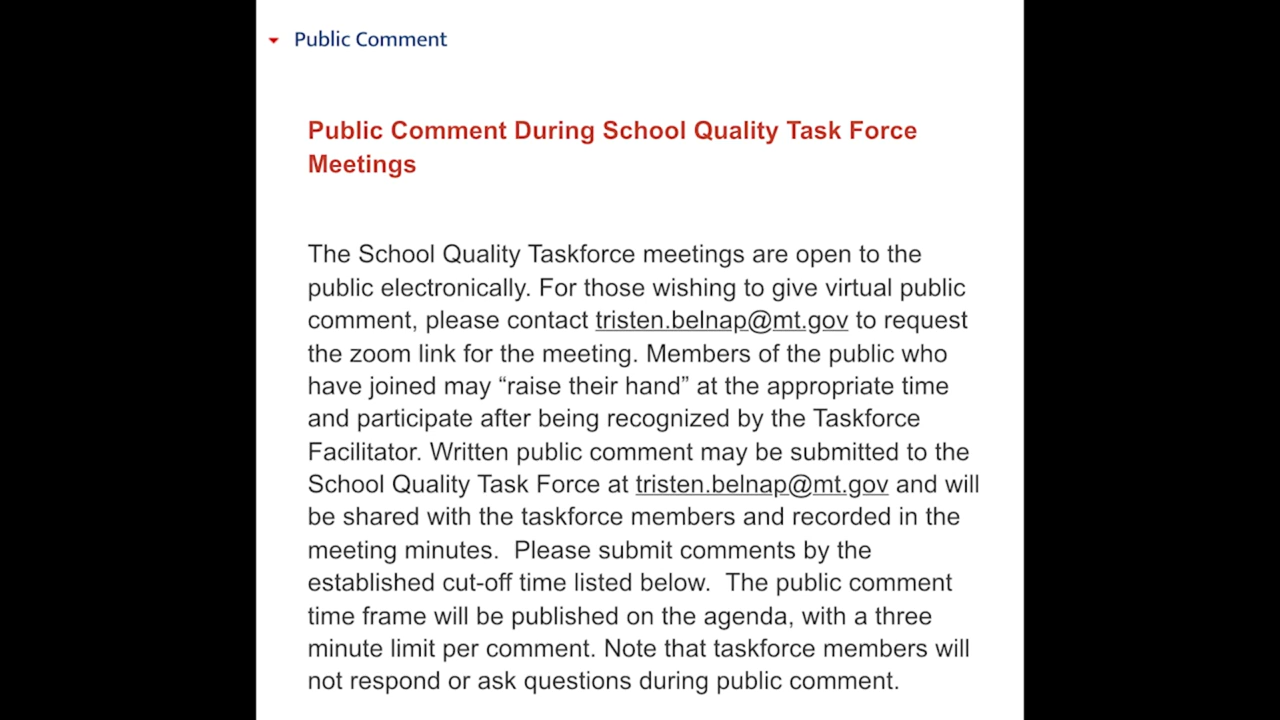 Public Comment
Public Comment During School Quality Task Force
Meetings
The School Quality Taskforce meetings are open to the
public electronically. For those wishing to give virtual public
comment, please contact tristen.belnap@mt.gov to request
the zoom link for the meeting. Members of the public who
have joined may “raise their hand” at the appropriate time
and participate after being recognized by the Taskforce
Facilitator. Written public comment may be submitted to the
School Quality Task Force at tristen.belnap@mt.gov and will
be shared with the taskforce members and recorded in the
meeting minutes.  Please submit comments by the
established cut-off time listed below.  The public comment
time frame will be published on the agenda, with a three
minute limit per comment. Note that taskforce members will
not respond or ask questions during public comment.